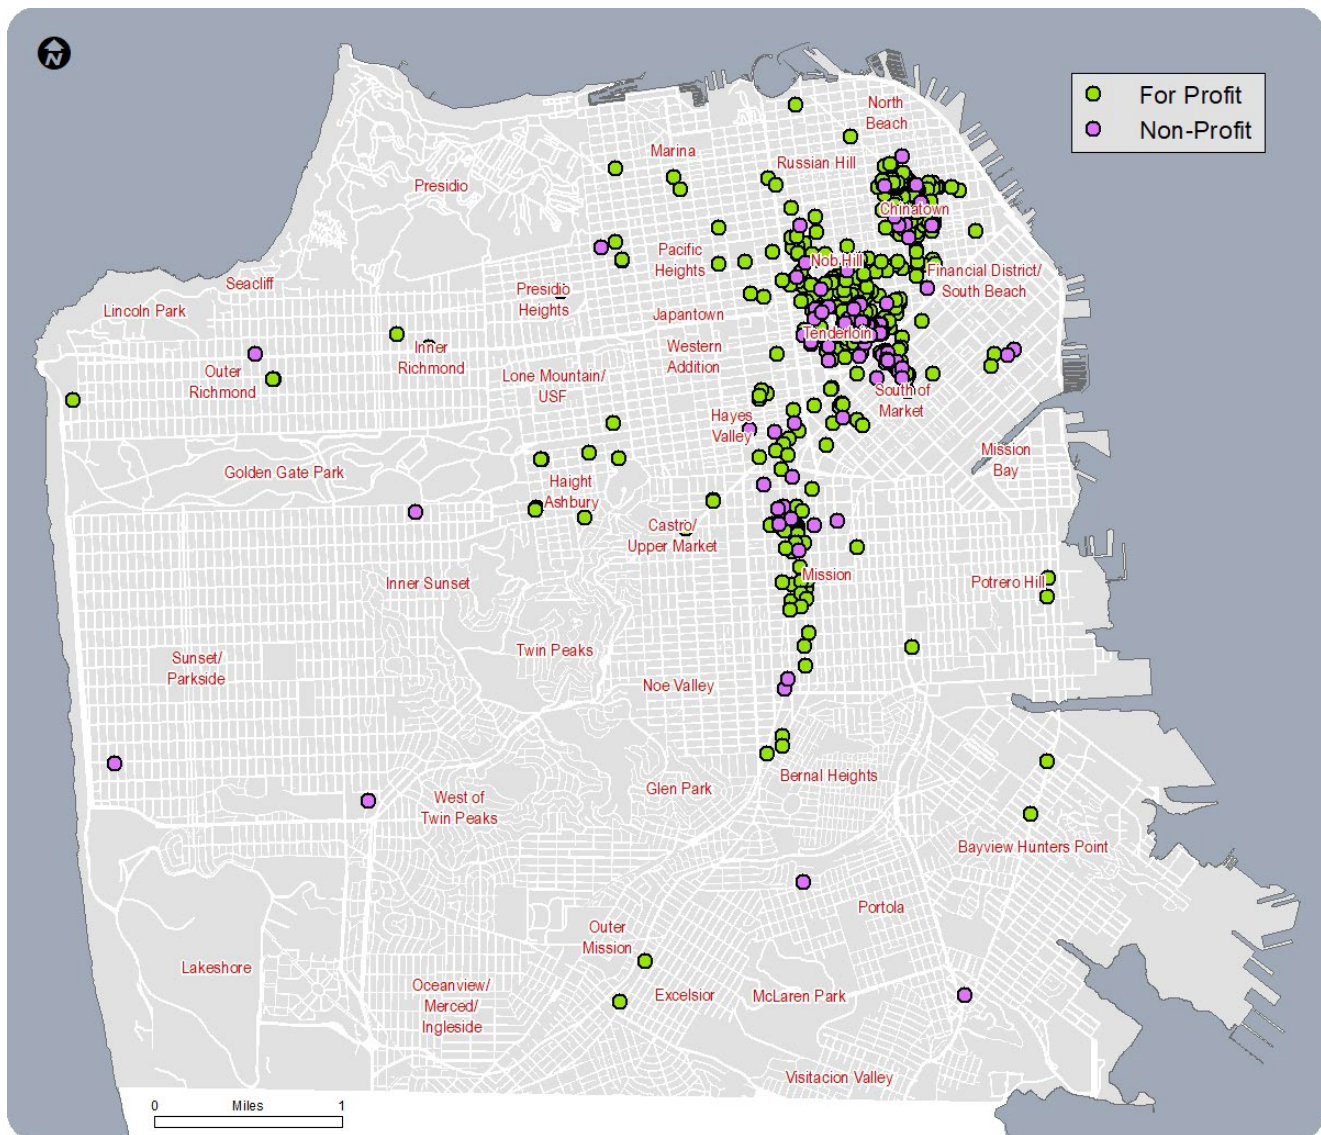 N
For Profit
Non-Profit
North
Beach
Marina
Russian Hill
Presidio
Chinatown
Pacific
Heights
Nob Hill
Financial District/
South Beach
Seacliff
Presidio
Heights
Lincoln Park
Japantown
Tenderloin
Western
Addition
Inner
Richmond
Outer
Richmond
Lone Mountain/
USF
South of
Market
Hayes
Valley
Mission
Bay
Golden Gate Park
Haight
Ashbury
Castro/
Upper Market
Inner Sunset
Mission
Potrero Hill
Twin Peaks
Sunset/
Parkside
Noe Valley
Bernal Heights
Glen Park
West of
Twin Peaks
Bayview Hunters Point
Portola
Outer
Mission
Lakeshore
Oceanview/
Merced/
Ingleside
Excelsior
McLaren Park
Visitacion Valley
0 Miles 1